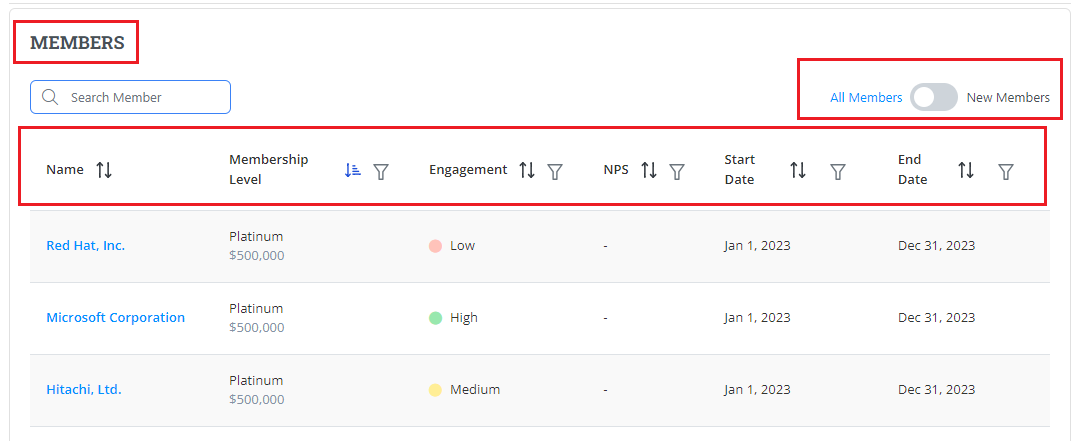 MEMBERS
Search Member
All Members New Members
Name Membership Level Engagement NPS Start Date End Date
Red Hat, Inc. Platinum $500,000 Low - Jan 1, 2023 Dec 31, 2023
Microsoft Corporation Platinum $500,000 High - Jan 1, 2023 Dec 31, 2023
Hitachi, Ltd. Platinum $500,000 Medium - Jan 1, 2023 Dec 31, 2023